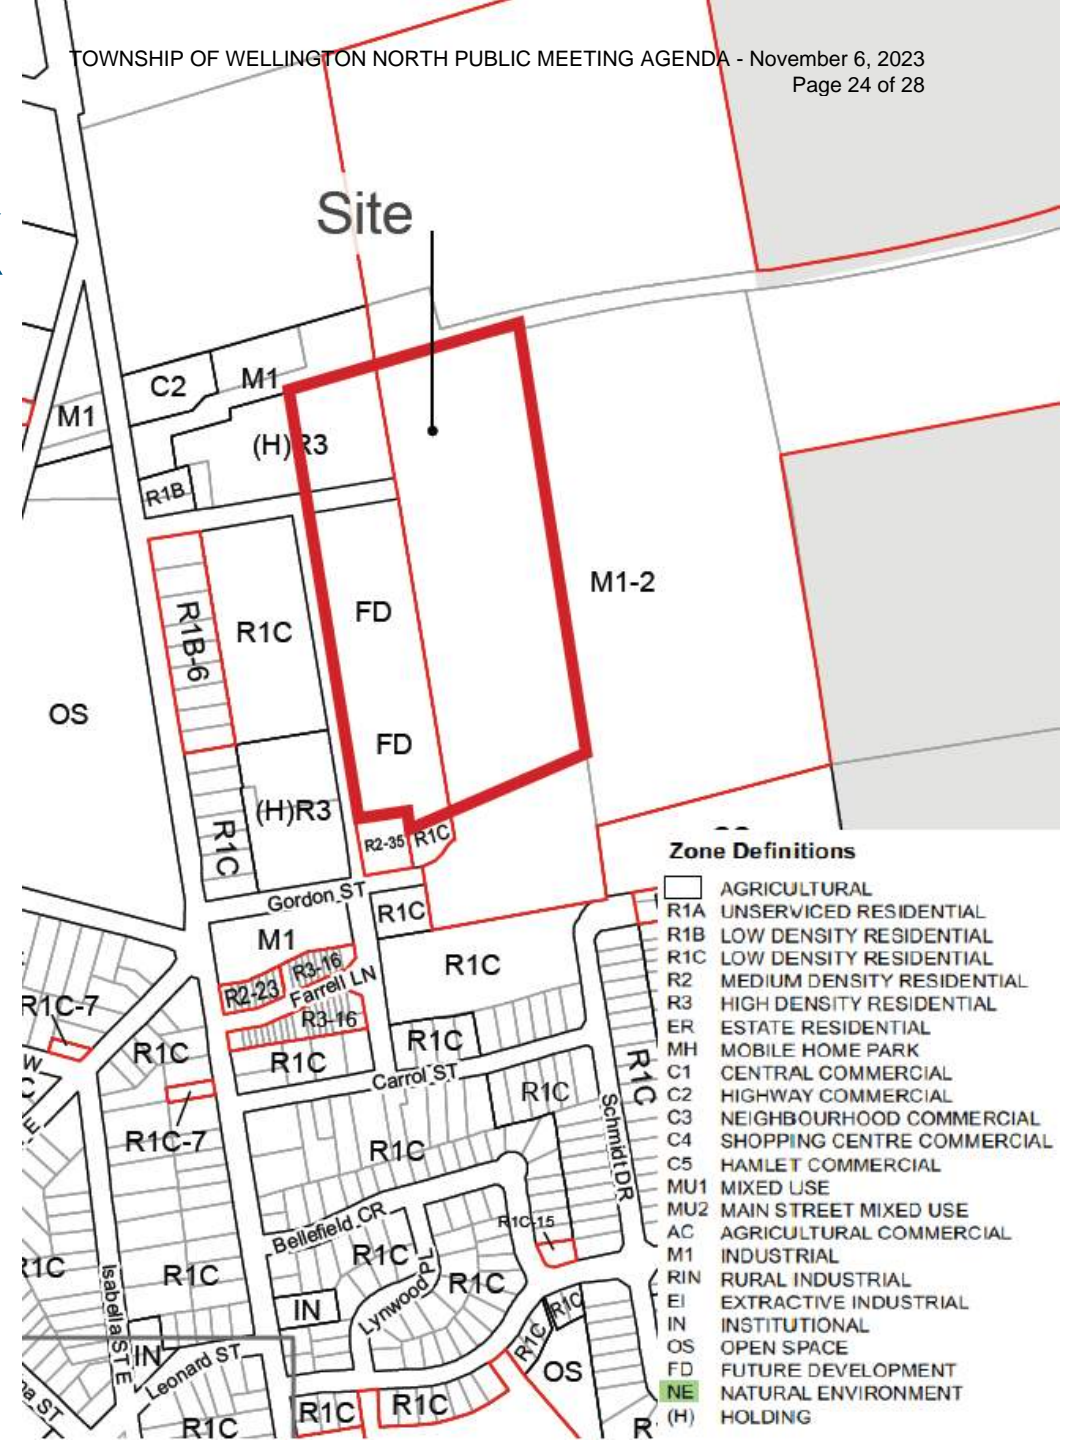 TOWNSHIP OF WELLINGTON NORTH PUBLIC MEETING AGENDA - November 6, 2023
Page 24 of 28
Site
C2
M1
M1
(H)R3
R1B
M1-2
FD
R1B-6
R1C
OS
FD
(H)R3
R1C
R2-35
R1C
Gordon ST
R1C
M1
R3-16
R1C
R2-23
Farrell LN
R1C-7
R3-16
R1C
R1C
R1C
Carrol ST
R1C
R1C
Schmidt DR
R1C-7
R1C
Bellefield CR
R1C-15
R1C
R1C
R1C
R1C
Lynwood PL
Isabella ST E
IN
R1C
R1C
IN
Leonard ST
OS
R1C
R1C
R1C
Zone Definitions
AGRICULTURAL
R1A UNSERVICED RESIDENTIAL
R1B LOW DENSITY RESIDENTIAL
R1C LOW DENSITY RESIDENTIAL
R2 MEDIUM DENSITY RESIDENTIAL
R3 HIGH DENSITY RESIDENTIAL
ER ESTATE RESIDENTIAL
MH MOBILE HOME PARK
C1 CENTRAL COMMERCIAL
C2 HIGHWAY COMMERCIAL
C3 NEIGHBOURHOOD COMMERCIAL
C4 SHOPPING CENTRE COMMERCIAL
C5 HAMLET COMMERCIAL
MU1 MIXED USE
MU2 MAIN STREET MIXED USE
AC AGRICULTURAL COMMERCIAL
M1 INDUSTRIAL
RIN RURAL INDUSTRIAL
EI EXTRACTIVE INDUSTRIAL
IN INSTITUTIONAL
OS OPEN SPACE
FD FUTURE DEVELOPMENT
NE NATURAL ENVIRONMENT
(H) HOLDING